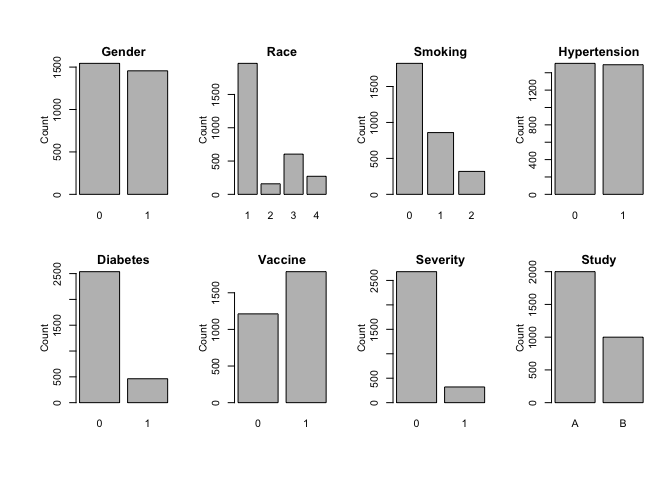 Gender
Count
0
500
1000
1500
0 1
Race
Count
0
500
1000
1500
1 2 3 4
Smoking
Count
0
500
1000
1500
0 1 2
Hypertension
Count
0
400
800
1200
0 1
Diabetes
Count
0
500
1500
2500
0 1
Vaccine
Count
0
500
1000
1500
0 1
Severity
Count
0
500
1500
2500
0 1
Study
Count
0
500
1000
1500
2000
A B